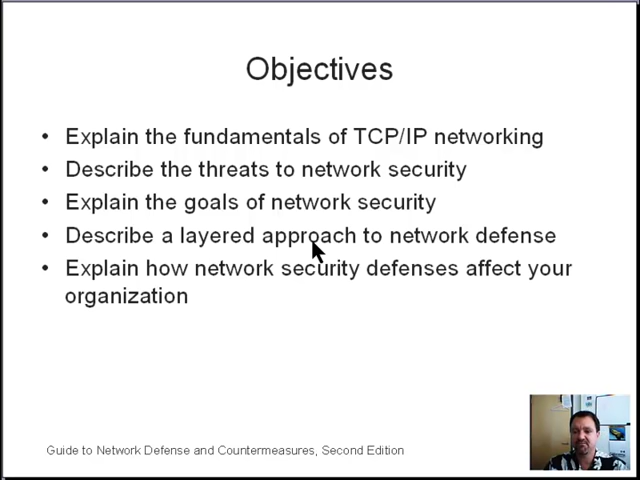 Objectives
• Explain the fundamentals of TCP/IP networking
• Describe the threats to network security
• Explain the goals of network security
• Describe a layered approach to network defense
• Explain how network security defenses affect your
organization
Guide to Network Defense and Countermeasures, Second Edition